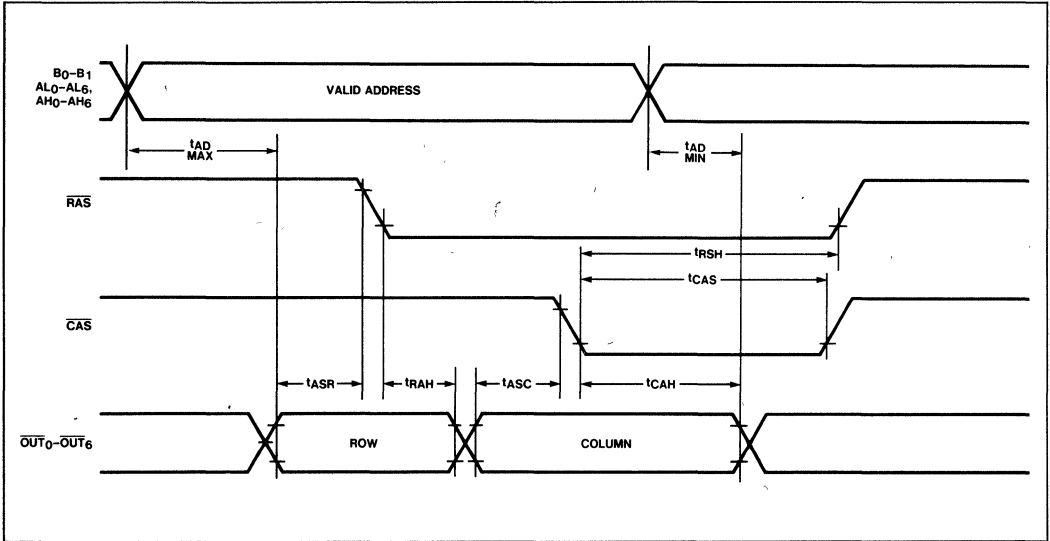 B0–B1
AL0–AL6,
AH0–AH6
VALID ADDRESS
tAD
MAX
tAD
MIN
RAS
tRSH
tCAS
CAS
tASR
tRAH
tASC
tCAH
OUT0–OUT6
ROW
COLUMN